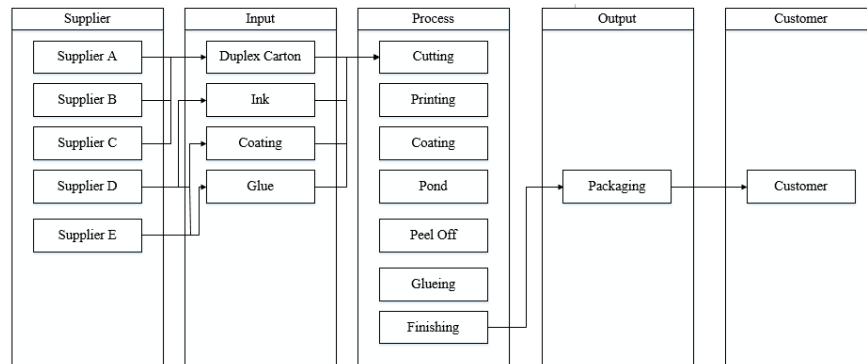 Supplier
Input
Process
Output
Customer
Supplier A
Duplex Carton
Cutting
Supplier B
Ink
Printing
Supplier C
Coating
Coating
Supplier D
Glue
Pond
Packaging
Customer
Supplier E
Peel Off
Glueing
Finishing